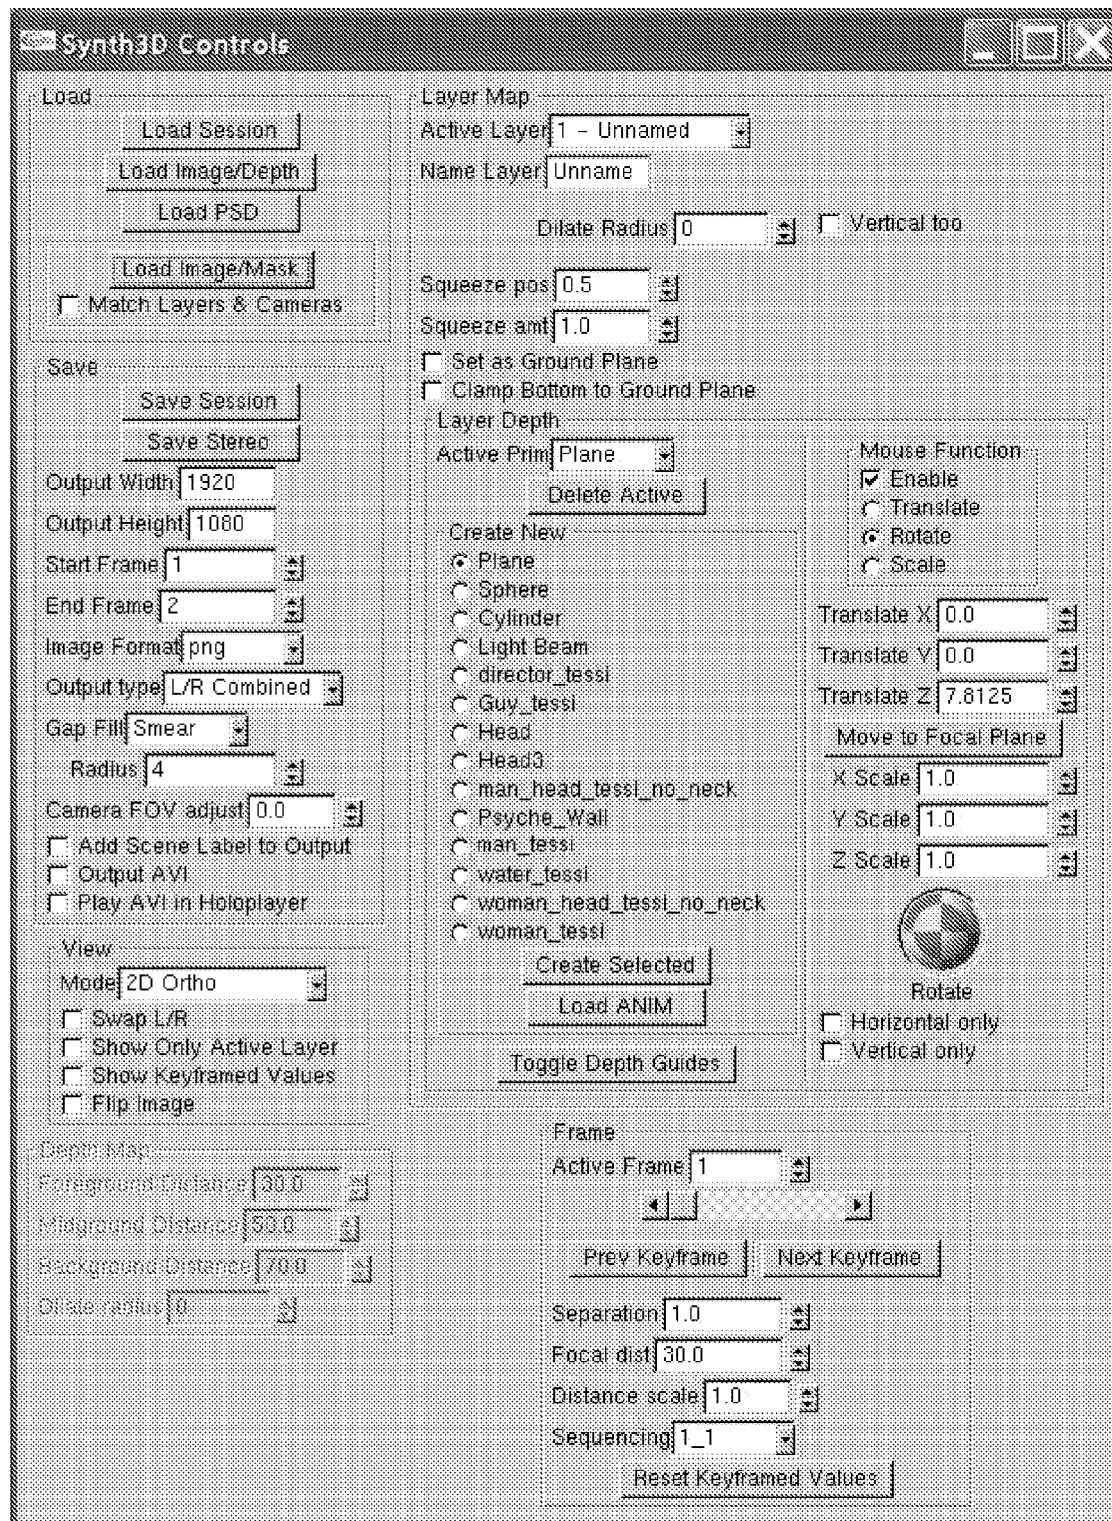 Synth3D Controls
Load
Load Session
Load Image/Depth
Load PSD
Load Image/Mask
Match Layers & Cameras
Save
Save Session
Save Stereo
Output Width 1920
Output Height 1080
Start Frame 1
End Frame 2
Image Format png
Output type L/R Combined
Gap Fill Smear
Radius 4
Camera FOV adjust 0.0
Add Scene Label to Output
Output AVI
Play AVI in Holoplayer
View
Mode 2D Ortho
Swap L/R
Show Only Active Layer
Show Keyframed Values
Flip Image
Depth Map
Foreground Distance 30.0
Midground Distance 50.0
Background Distance 70.0
Dilate radius 0
Layer Map
Active Layer 1 - Unnamed
Name Layer Unname
Dilate Radius 0
Vertical too
Squeeze pos 0.5
Squeeze amt 1.0
Set as Ground Plane
Clamp Bottom to Ground Plane
Layer Depth
Active Prim Plane
Delete Active
Create New
Plane
Sphere
Cylinder
Light Beam
director_tessi
Guy_tessi
Head
Head3
man_head_tessi_no_neck
Psyche_Wall
man_tessi
water_tessi
woman_head_tessi_no_neck
woman_tessi
Create Selected
Load ANIM
Toggle Depth Guides
Mouse Function
Enable
Translate
Rotate
Scale
Translate X 0.0
Translate Y 0.0
Translate Z 7.8125
Move to Focal Plane
X Scale 1.0
Y Scale 1.0
Z Scale 1.0
Rotate
Horizontal only
Vertical only
Frame
Active Frame 1
Prev Keyframe
Next Keyframe
Separation 1.0
Focal dist 30.0
Distance scale 1.0
Sequencing 1_1
Reset Keyframed Values